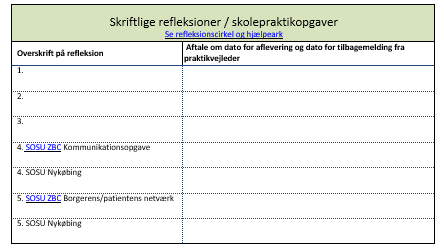 Skriftlige refleksioner / skolepraktikopgaver
Se refleksionscirkel og hjælpeark
Overskrift på refleksion
Aftale om dato for aflevering og dato for tilbagemelding fra
praktikvejleder
1.
2.
3.
4. SOSU ZBC Kommunikationsopgave
4. SOSU Nykøbing
5. SOSU ZBC Borgerens/patientens netværk
5. SOSU Nykøbing